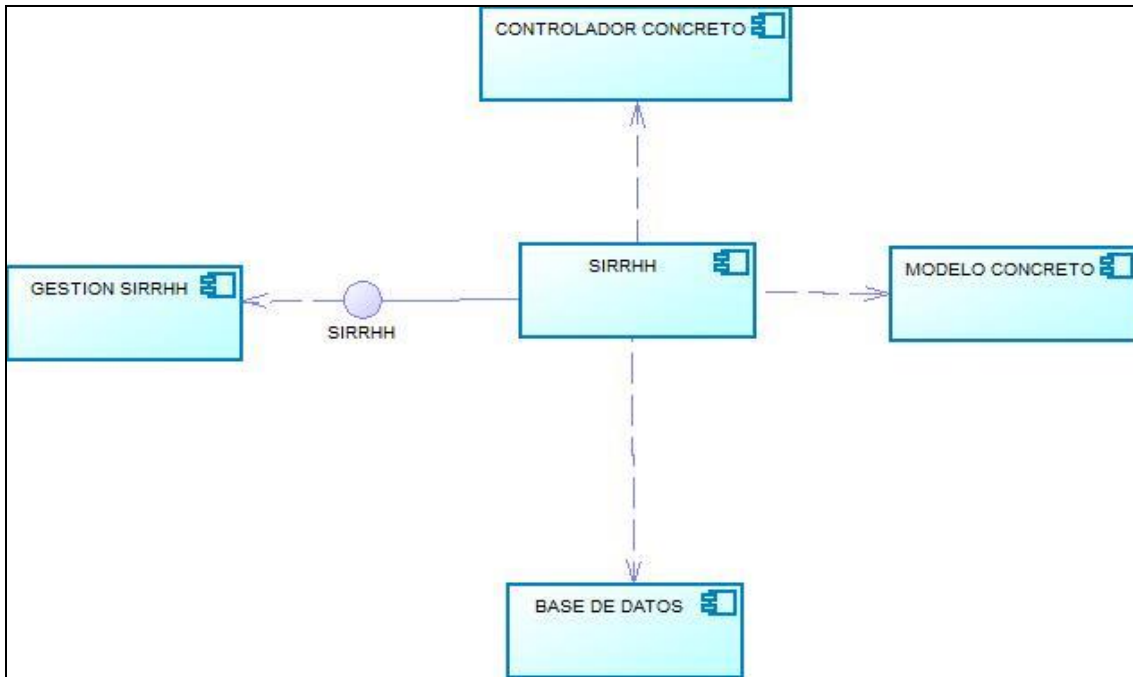 CONTROLADOR CONCRETO
SIRRHH
MODELO CONCRETO
GESTION SIRRHH
SIRRHH
BASE DE DATOS